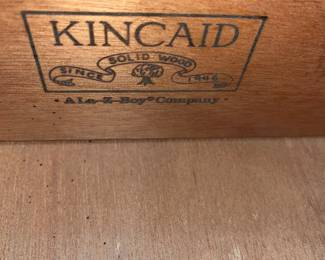 KINCAID
SOLID WOOD
SINCE 1946
· A La-Z-Boy® Company ·